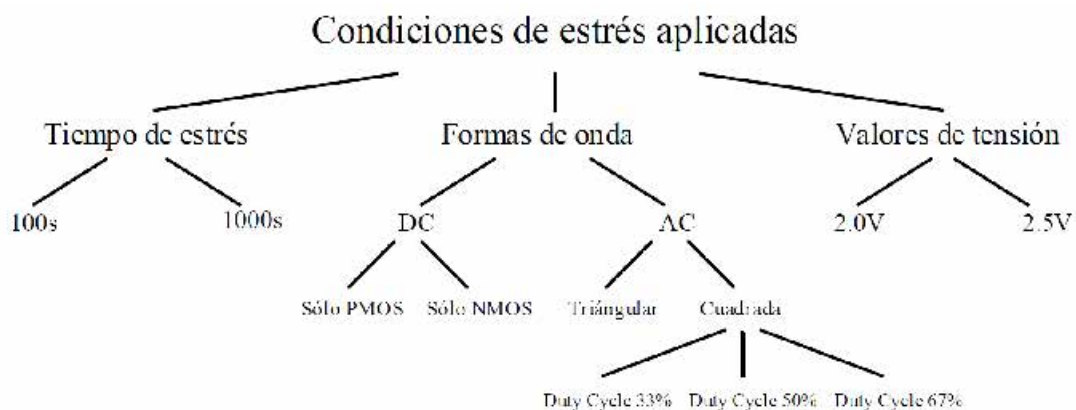 Condiciones de estrés aplicadas
Tiempo de estrés Formas de onda Valores de tensión
100s 1000s DC AC 2.0V 2.5V
Sólo PMOS Sólo NMOS Triángular Cuadrada
Duty Cycle 33% Duty Cycle 50% Duty Cycle 67%